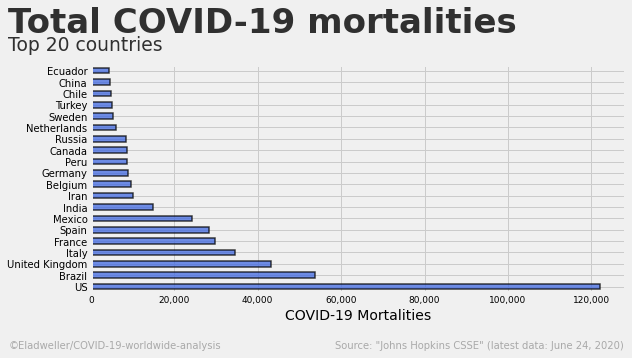 Total COVID-19 mortalities
Top 20 countries
Ecuador
China
Chile
Turkey
Sweden
Netherlands
Russia
Canada
Peru
Germany
Belgium
Iran
India
Mexico
Spain
France
Italy
United Kingdom
Brazil
US
0 20,000 40,000 60,000 80,000 100,000 120,000
COVID-19 Mortalities
©Eladweller/COVID-19-worldwide-analysis Source: "Johns Hopkins CSSE" (latest data: June 24, 2020)